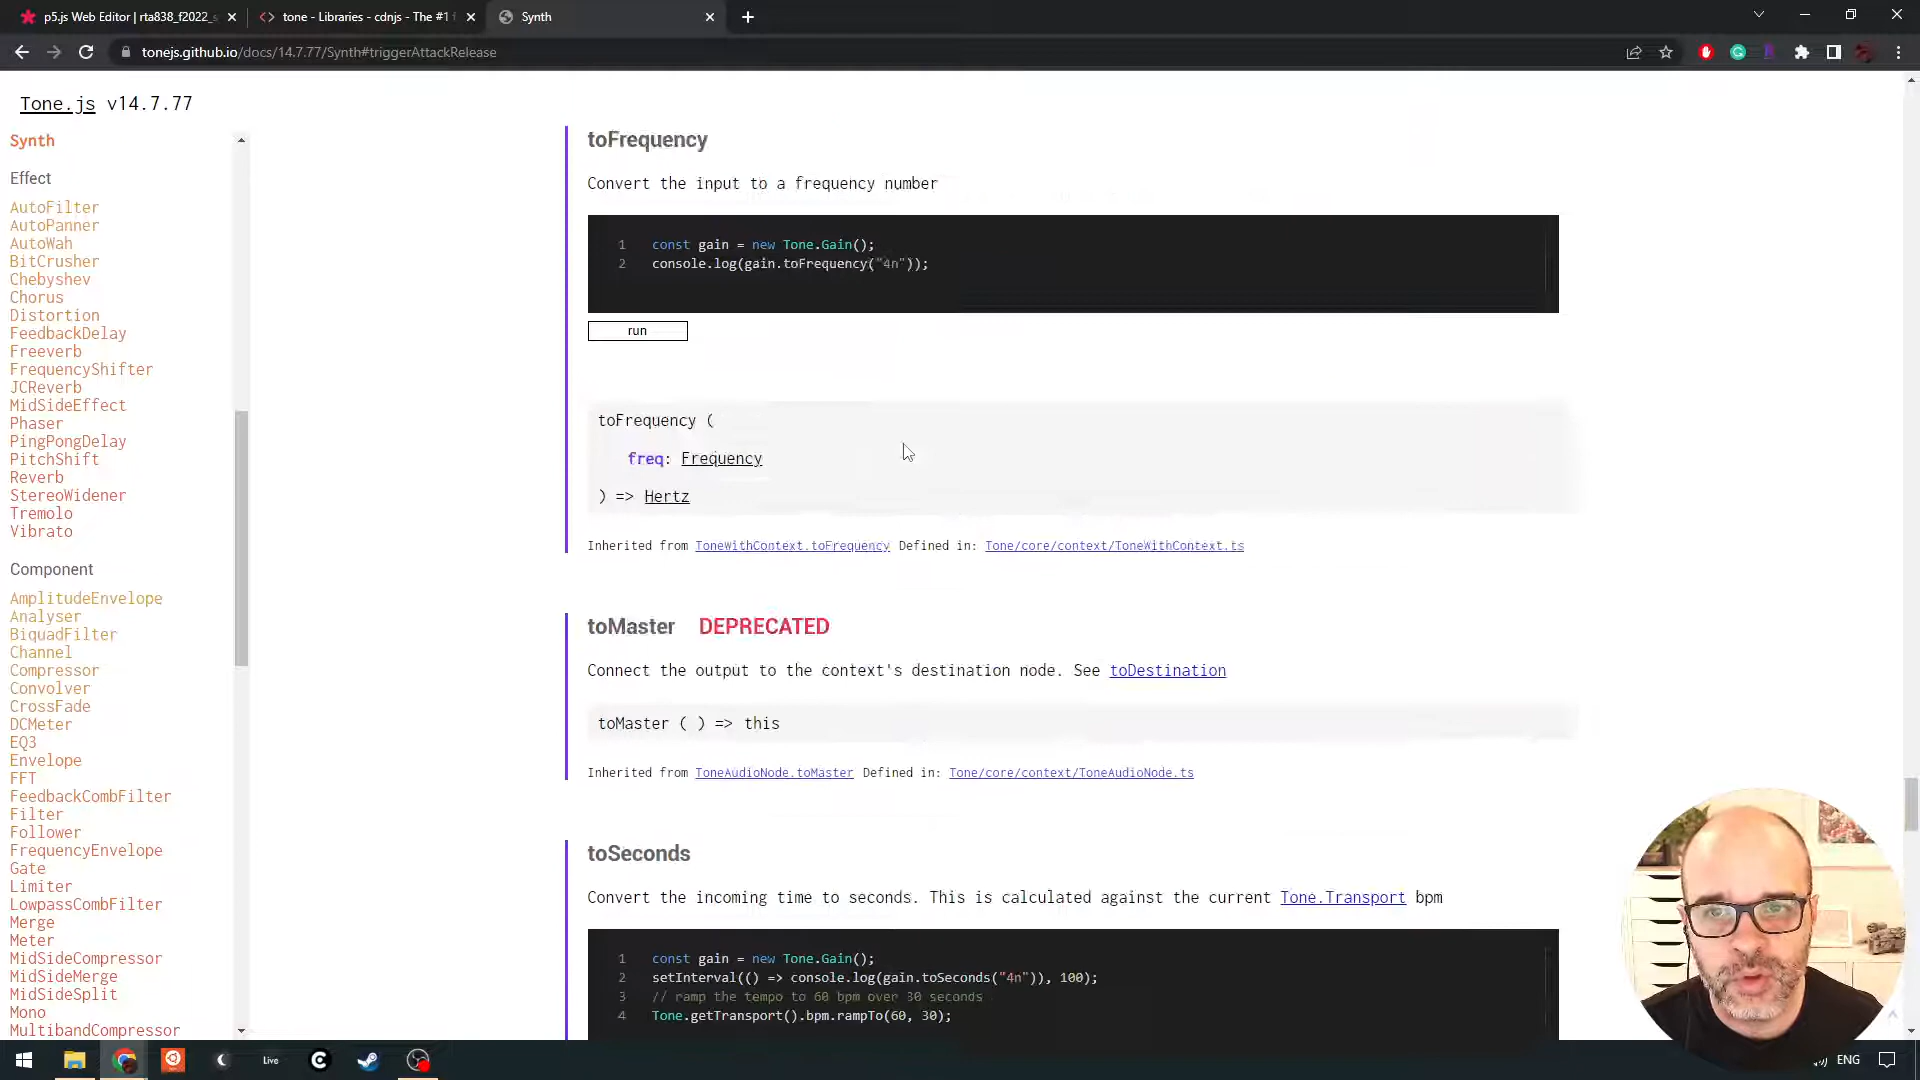 p5.js Web Editor | rta838_f2022_s
tone - Libraries - cdnjs - The #1 f
Synth
tonejs.github.io/docs/14.7.77/Synth#triggerAttackRelease
Tone.js v14.7.77
Synth
Effect
AutoFilter
AutoPanner
AutoWah
BitCrusher
Chebyshev
Chorus
Distortion
FeedbackDelay
Freeverb
FrequencyShifter
JCReverb
MidSideEffect
Phaser
PingPongDelay
PitchShift
Reverb
StereoWidener
Tremolo
Vibrato
Component
AmplitudeEnvelope
Analyser
BiquadFilter
Channel
Compressor
Convolver
CrossFade
DCMeter
EQ3
Envelope
FFT
FeedbackCombFilter
Filter
Follower
FrequencyEnvelope
Gate
Limiter
LowpassCombFilter
Merge
Meter
MidSideCompressor
MidSideMerge
MidSideSplit
Mono
MultibandCompressor
toFrequency
Convert the input to a frequency number
1 const gain = new Tone.Gain();
2 console.log(gain.toFrequency("4n"));
run
toFrequency (
freq: Frequency
) => Hertz
Inherited from ToneWithContext.toFrequency Defined in: Tone/core/context/ToneWithContext.ts
toMaster DEPRECATED
Connect the output to the context's destination node. See toDestination
toMaster ( ) => this
Inherited from ToneAudioNode.toMaster Defined in: Tone/core/context/ToneAudioNode.ts
toSeconds
Convert the incoming time to seconds. This is calculated against the current Tone.Transport bpm
1 const gain = new Tone.Gain();
2 setInterval(() => console.log(gain.toSeconds("4n")), 100);
3 // ramp the tempo to 60 bpm over 30 seconds
4 Tone.getTransport().bpm.rampTo(60, 30);
Live
ENG